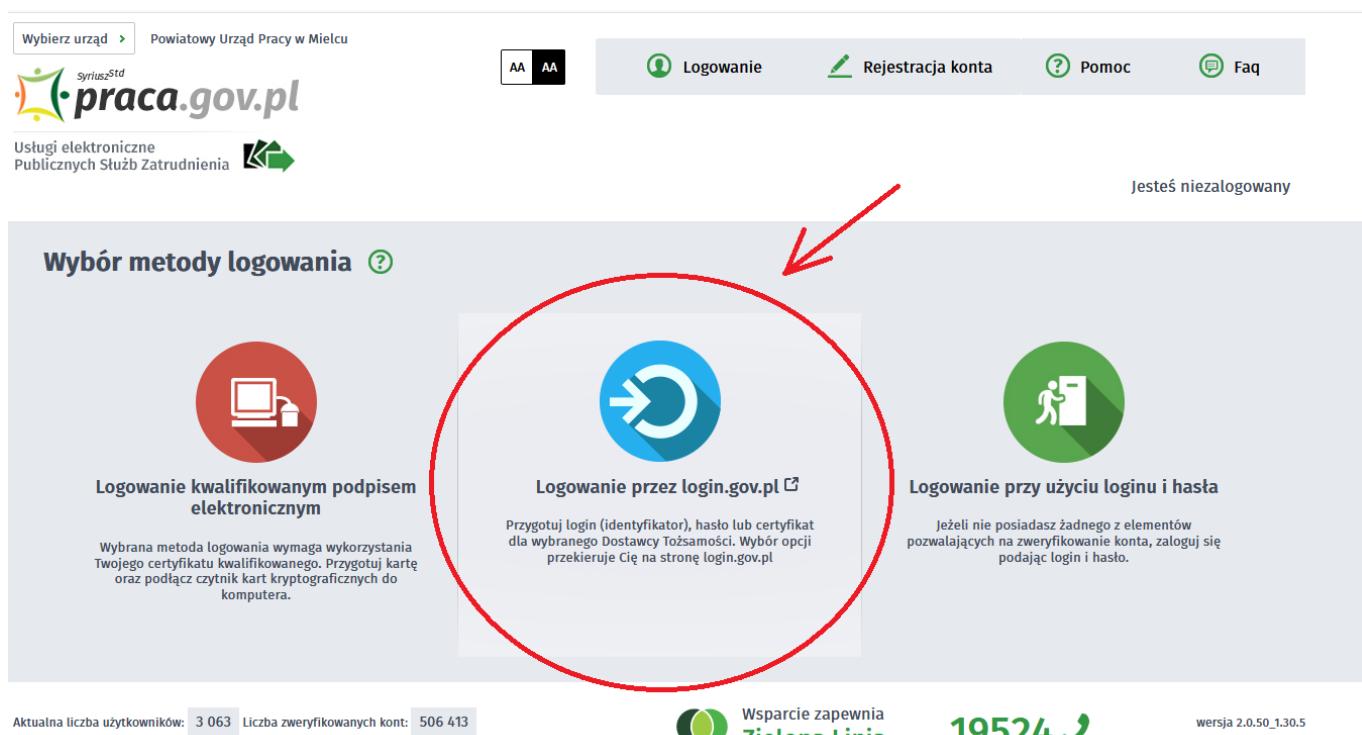 Wybierz urząd > Powiatowy Urząd Pracy w Mielcu
AA AA
Logowanie Rejestracja konta Pomoc Faq
Syriusz Std
praca.gov.pl
Usługi elektroniczne
Publicznych Służb Zatrudnienia
Jesteś niezalogowany
Wybór metody logowania
Logowanie kwalifikowanym podpisem
elektronicznym
Wybrana metoda logowania wymaga wykorzystania
Twojego certyfikatu kwalifikowanego. Przygotuj kartę
oraz podłącz czytnik kart kryptograficznych do
komputera.
Logowanie przez login.gov.pl
Przygotuj login (identyfikator), hasło lub certyfikat
dla wybranego Dostawcy Tożsamości. Wybór opcji
przekieruje Cię na stronę login.gov.pl
Logowanie przy użyciu loginu i hasła
Jeżeli nie posiadasz żadnego z elementów
pozwalających na zweryfikowanie konta, zaloguj się
podając login i hasło.
Aktualna liczba użytkowników: 3 063 Liczba zweryfikowanych kont: 506 413
Wsparcie zapewnia
Zielona Linia
19524
wersja 2.0.50_1.30.5